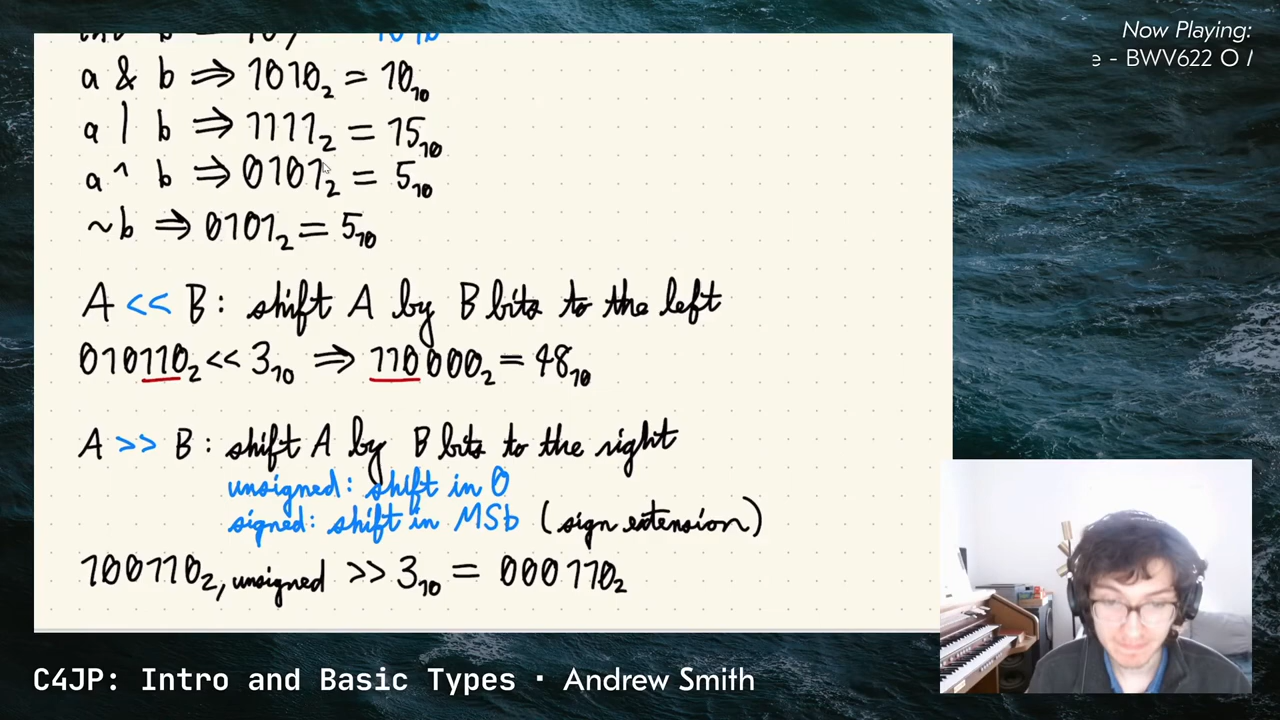 Now Playing:
e - BWV622 O
a & b ⇒ 1010₂ = 10₁₀
a | b ⇒ 1111₂ = 15₁₀
a ^ b ⇒ 0101₂ = 5₁₀
~b ⇒ 0101₂ = 5₁₀
A << B: shift A by B bits to the left
010110₂ << 3₁₀ ⇒ 110000₂ = 48₁₀
A >> B: shift A by B bits to the right
unsigned: shift in 0
signed: shift in MSb (sign extension)
100110₂, unsigned >> 3₁₀ = 000110₂
C4JP: Intro and Basic Types · Andrew Smith